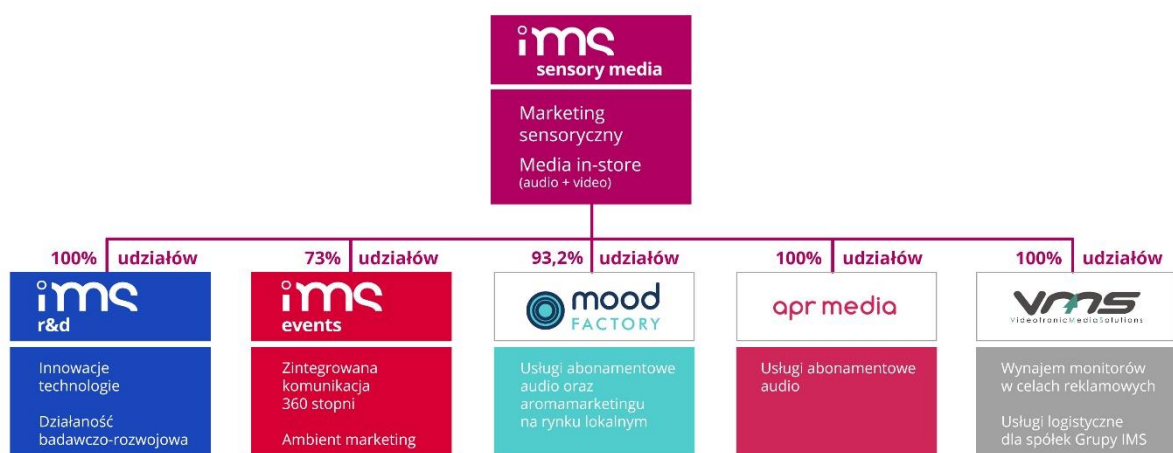 ims
sensory media
Marketing
sensoryczny
Media in-store
(audio + video)
100% udziałów
73% udziałów
93,2% udziałów
100% udziałów
100% udziałów
ims
r&d
Innowacje
technologie
Działaność
badawczo-rozwojowa
ims
events
Zintegrowana
komunikacja
360 stopni
Ambient marketing
mood
FACTORY
Usługi abonamentowe
audio oraz
aromamarketingu
na rynku lokalnym
apr media
Usługi abonamentowe
audio
vms
VideotronicMediaSolutions
Wynajem monitorów
w celach reklamowych
Usługi logistyczne
dla spółek Grupy IMS